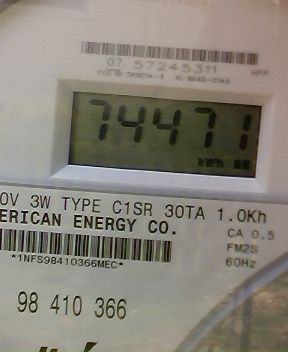 07 57245311
74471
kWh
0V 3W TYPE C1SR 30TA 1.0Kh
ERICAN ENERGY CO.
CA 0.5
FM2S
60Hz
*1NFS98410366MEC*
98 410 366